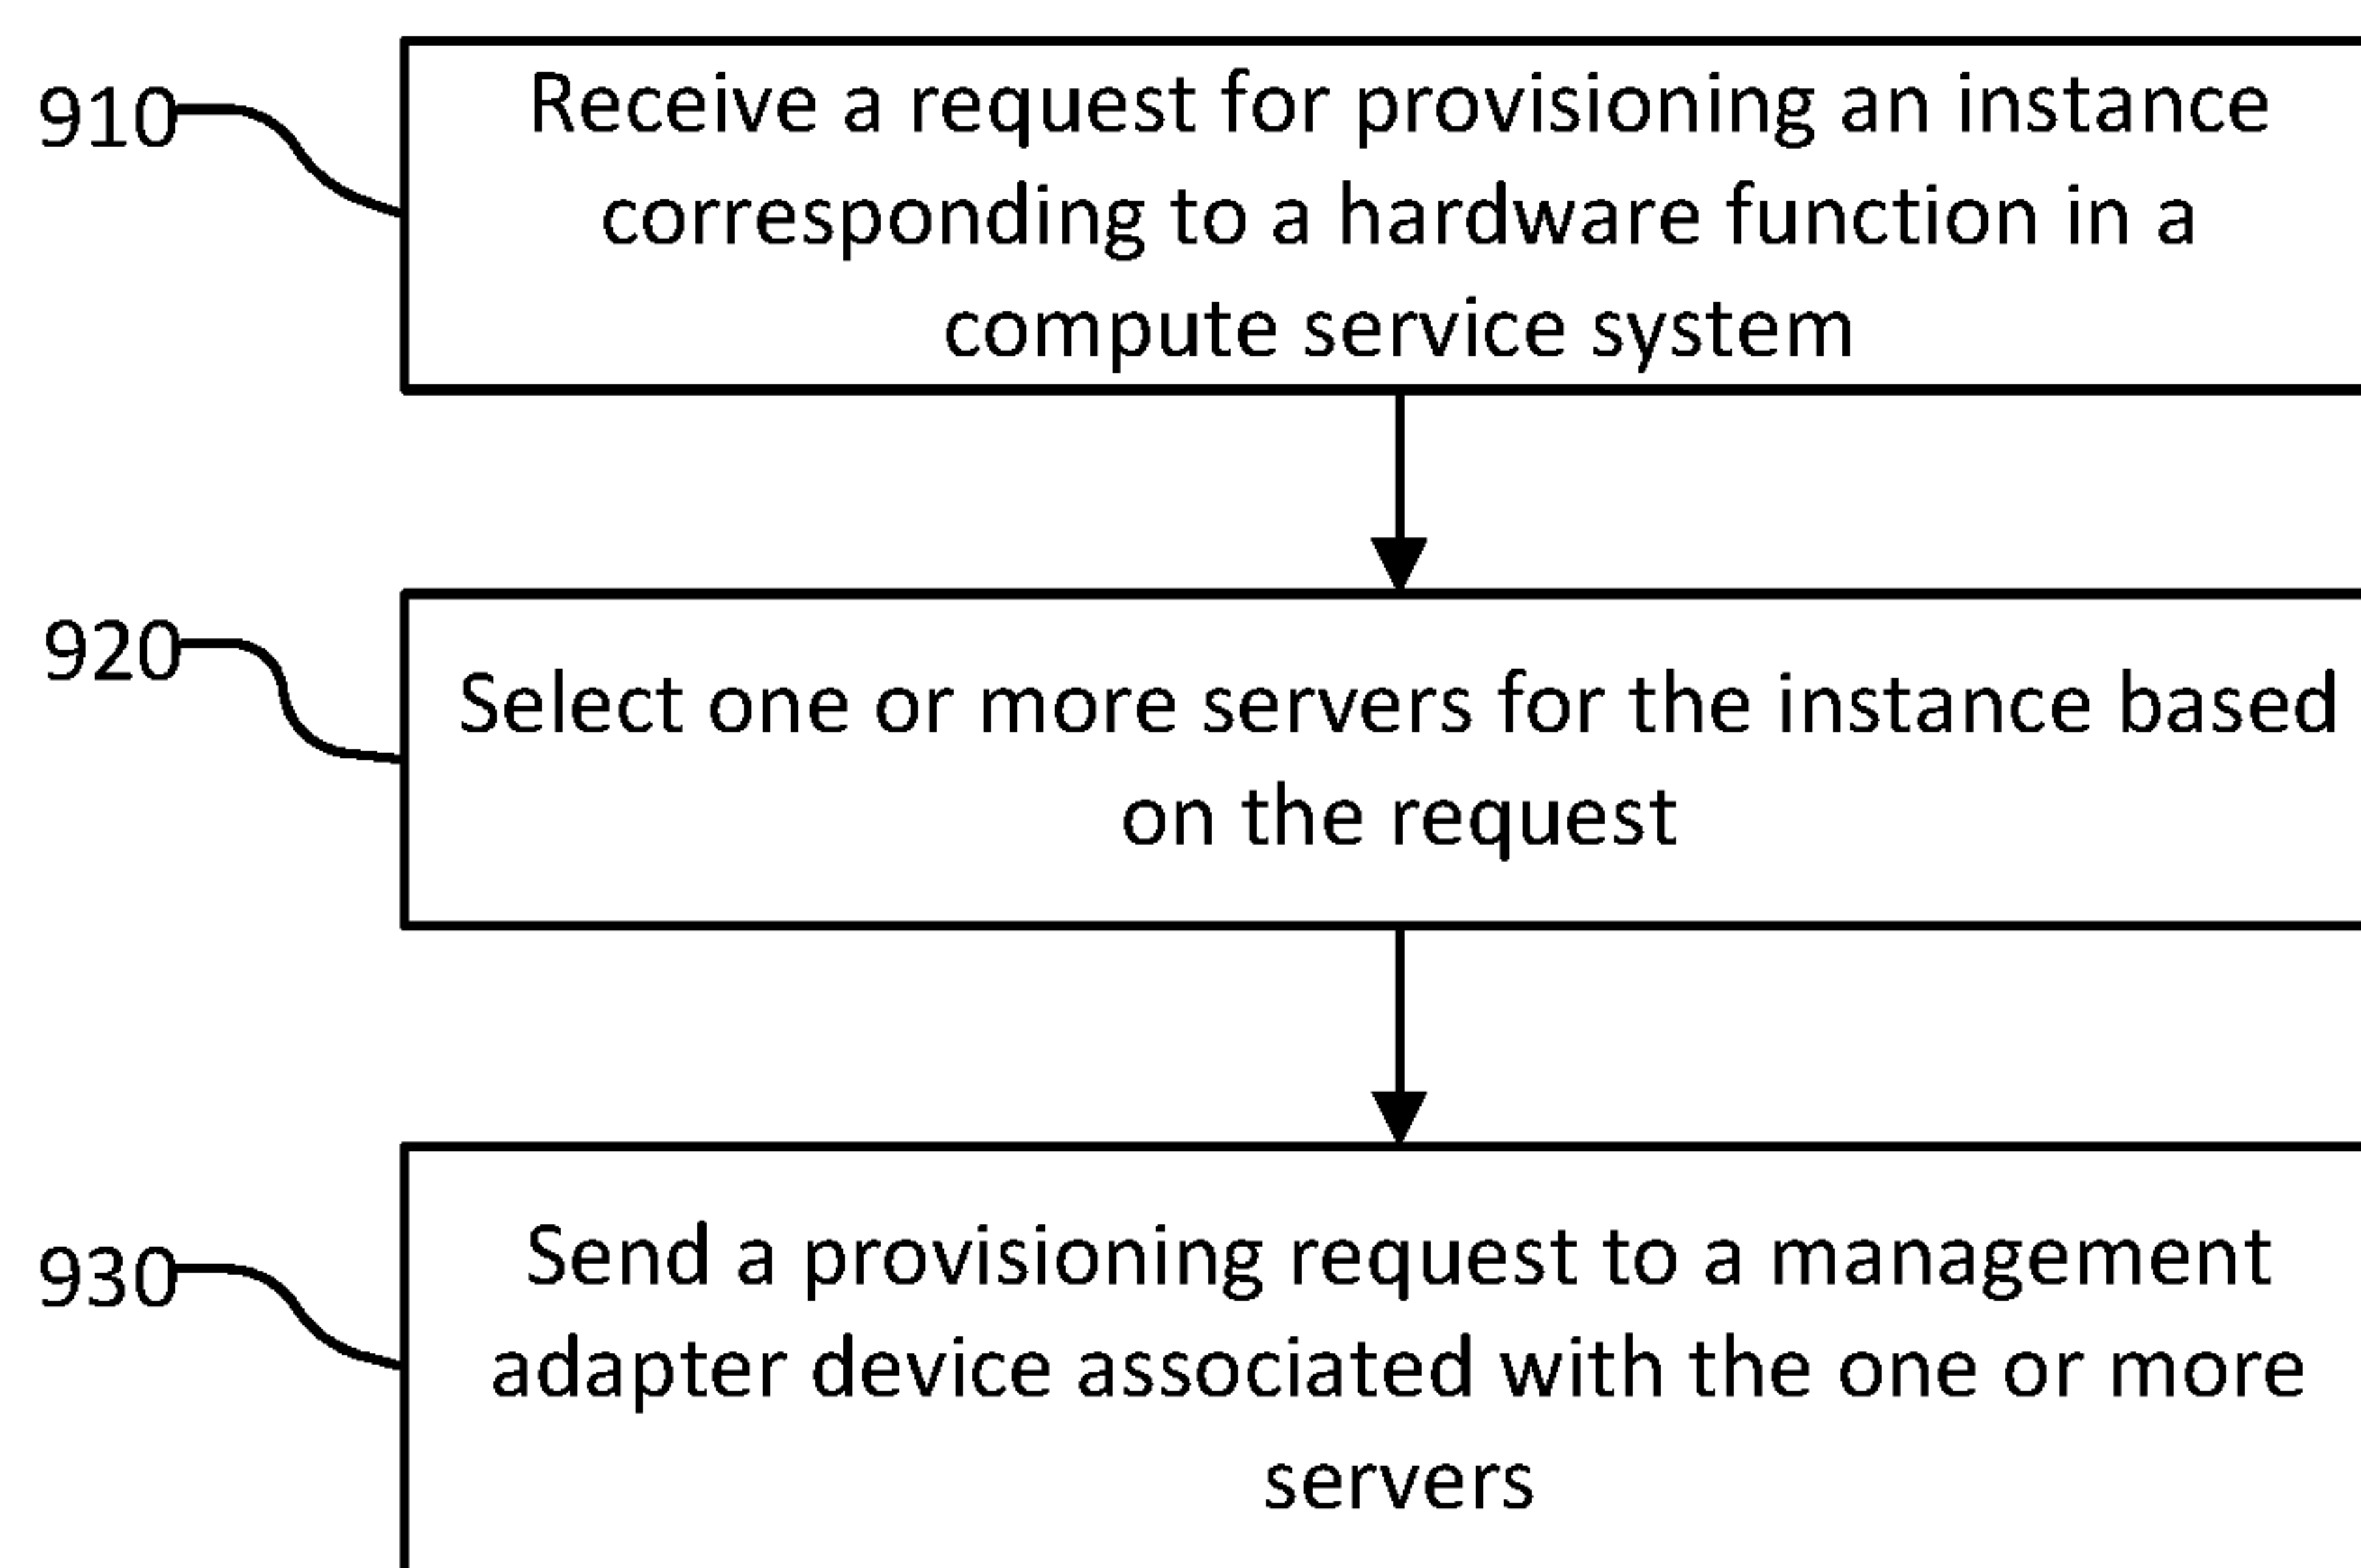 910
Receive a request for provisioning an instance
corresponding to a hardware function in a
compute service system
920
Select one or more servers for the instance based
on the request
930
Send a provisioning request to a management
adapter device associated with the one or more
servers